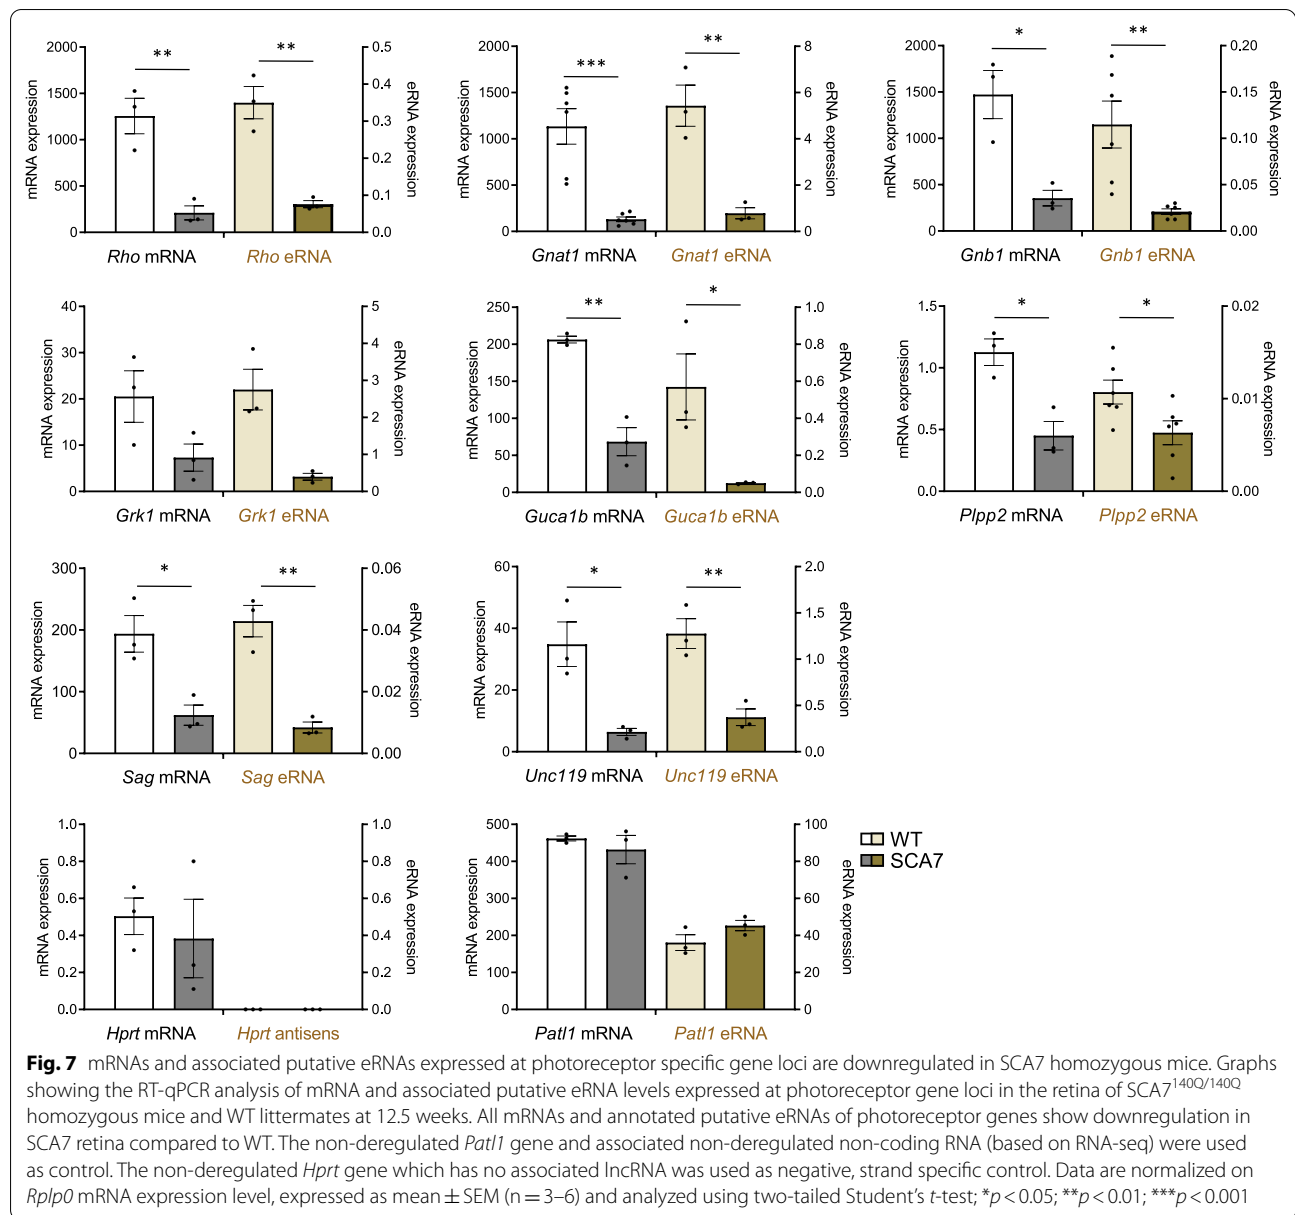 2000
1500
1000
500
0
mRNA expression
**
**
0.5
0.4
0.3
0.2
0.1
0.0
eRNA expression
Rho mRNA
Rho eRNA
2000
1500
1000
500
0
mRNA expression
***
**
8
6
4
2
0
eRNA expression
Gnat1 mRNA
Gnat1 eRNA
2000
1500
1000
500
0
mRNA expression
*
**
0.20
0.15
0.10
0.05
0.00
eRNA expression
Gnb1 mRNA
Gnb1 eRNA
40
30
20
10
0
mRNA expression
5
4
3
2
1
0
eRNA expression
Grk1 mRNA
Grk1 eRNA
250
200
150
100
50
0
mRNA expression
**
*
1.0
0.8
0.6
0.4
0.2
0.0
eRNA expression
Guca1b mRNA
Guca1b eRNA
1.5
1.0
0.5
0.0
mRNA expression
*
*
0.02
0.01
0.00
eRNA expression
Plpp2 mRNA
Plpp2 eRNA
300
200
100
0
mRNA expression
*
**
0.06
0.04
0.02
0.00
eRNA expression
Sag mRNA
Sag eRNA
60
40
20
0
mRNA expression
*
**
2.0
1.5
1.0
0.5
0.0
eRNA expression
Unc119 mRNA
Unc119 eRNA
1.0
0.8
0.6
0.4
0.2
0.0
mRNA expression
1.0
0.8
0.6
0.4
0.2
0.0
eRNA expression
Hprt mRNA
Hprt antisens
500
400
300
200
100
0
mRNA expression
100
80
60
40
20
0
eRNA expression
Patl1 mRNA
Patl1 eRNA
WT
SCA7
Fig. 7 mRNAs and associated putative eRNAs expressed at photoreceptor specific gene loci are downregulated in SCA7 homozygous mice. Graphs
showing the RT-qPCR analysis of mRNA and associated putative eRNA levels expressed at photoreceptor gene loci in the retina of SCA7140Q/140Q
homozygous mice and WT littermates at 12.5 weeks. All mRNAs and annotated putative eRNAs of photoreceptor genes show downregulation in
SCA7 retina compared to WT. The non-deregulated Patl1 gene and associated non-deregulated non-coding RNA (based on RNA-seq) were used
as control. The non-deregulated Hprt gene which has no associated lncRNA was used as negative, strand specific control. Data are normalized on
Rplp0 mRNA expression level, expressed as mean ± SEM (n = 3–6) and analyzed using two-tailed Student's t-test; *p < 0.05; **p < 0.01; ***p < 0.001